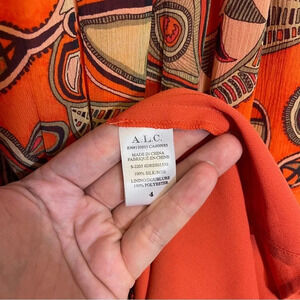 A.L.C.
MADE IN CHINA
FABRIQUÉ EN CHINE
100% SILK/SOIE
LINING/DOUBLURE
100% POLYESTER
4